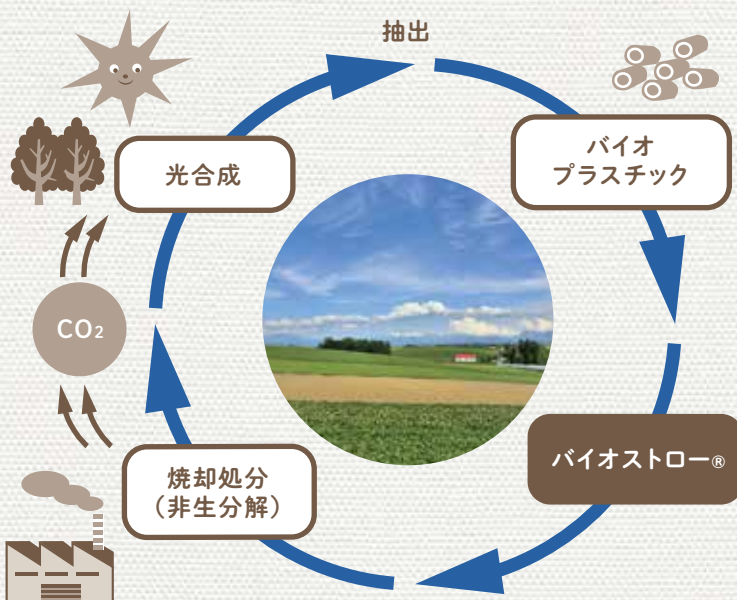 抽出
光合成
バイオ
プラスチック
CO₂
バイオストロー®
焼却処分
（非生分解）